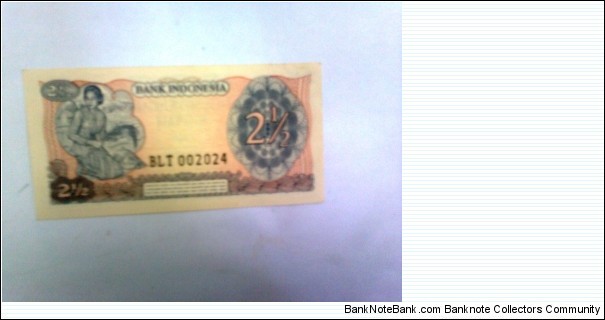 BANK INDONESIA
2½
BLT 002024
2½
BankNoteBank.com Banknote Collectors Community